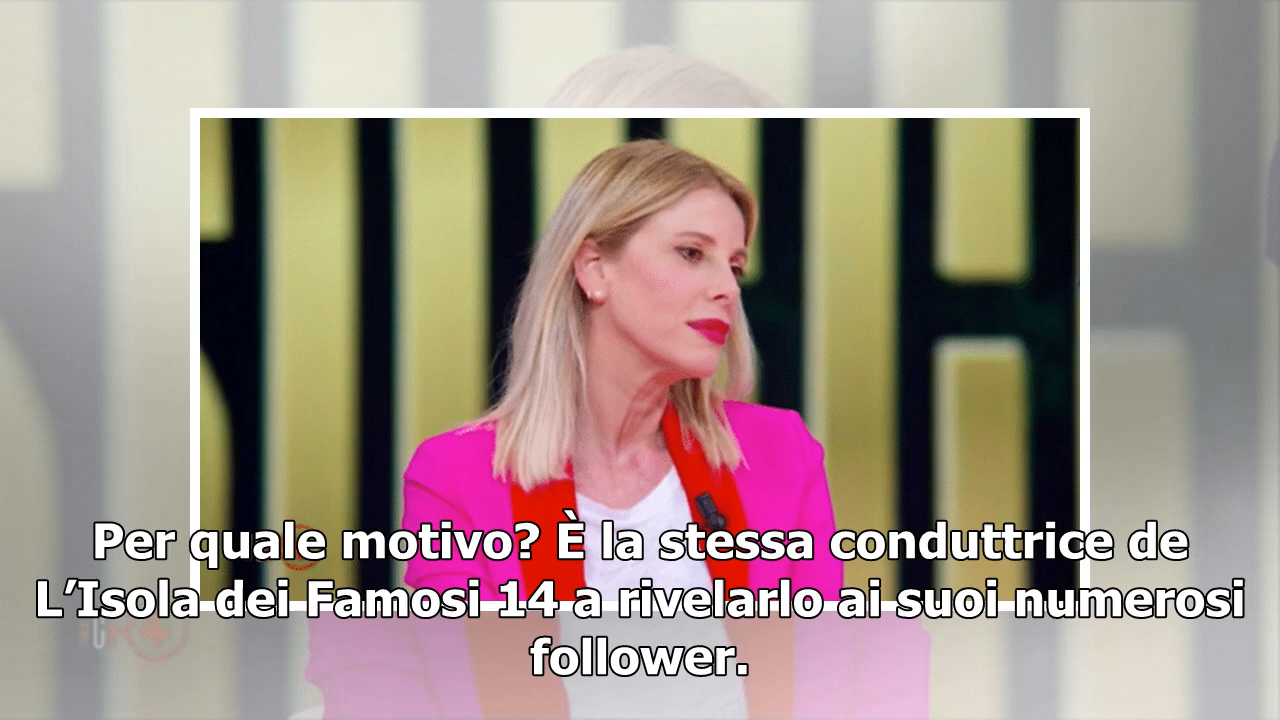 Per quale motivo? È la stessa conduttrice de
L’Isola dei Famosi 14 a rivelarlo ai suoi numerosi
follower.